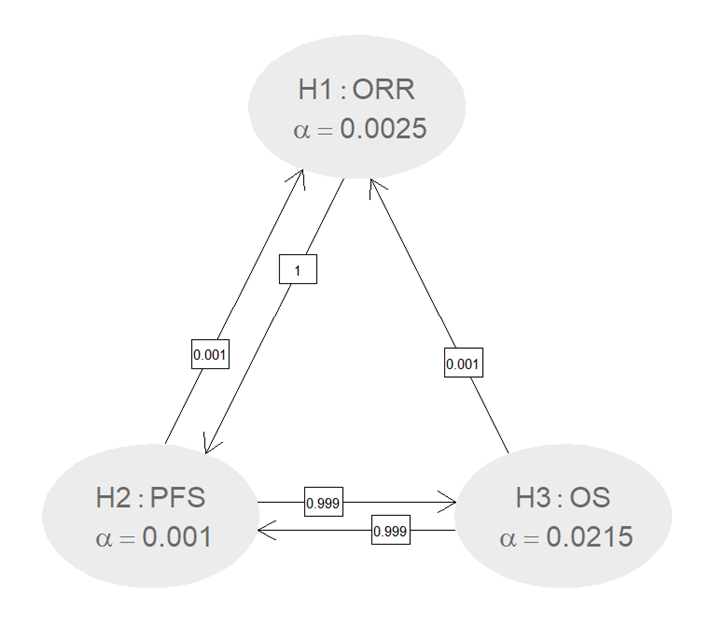 H1 : ORR
α = 0.0025
1
0.001
0.001
H2 : PFS
α = 0.001
0.999
0.999
H3 : OS
α = 0.0215